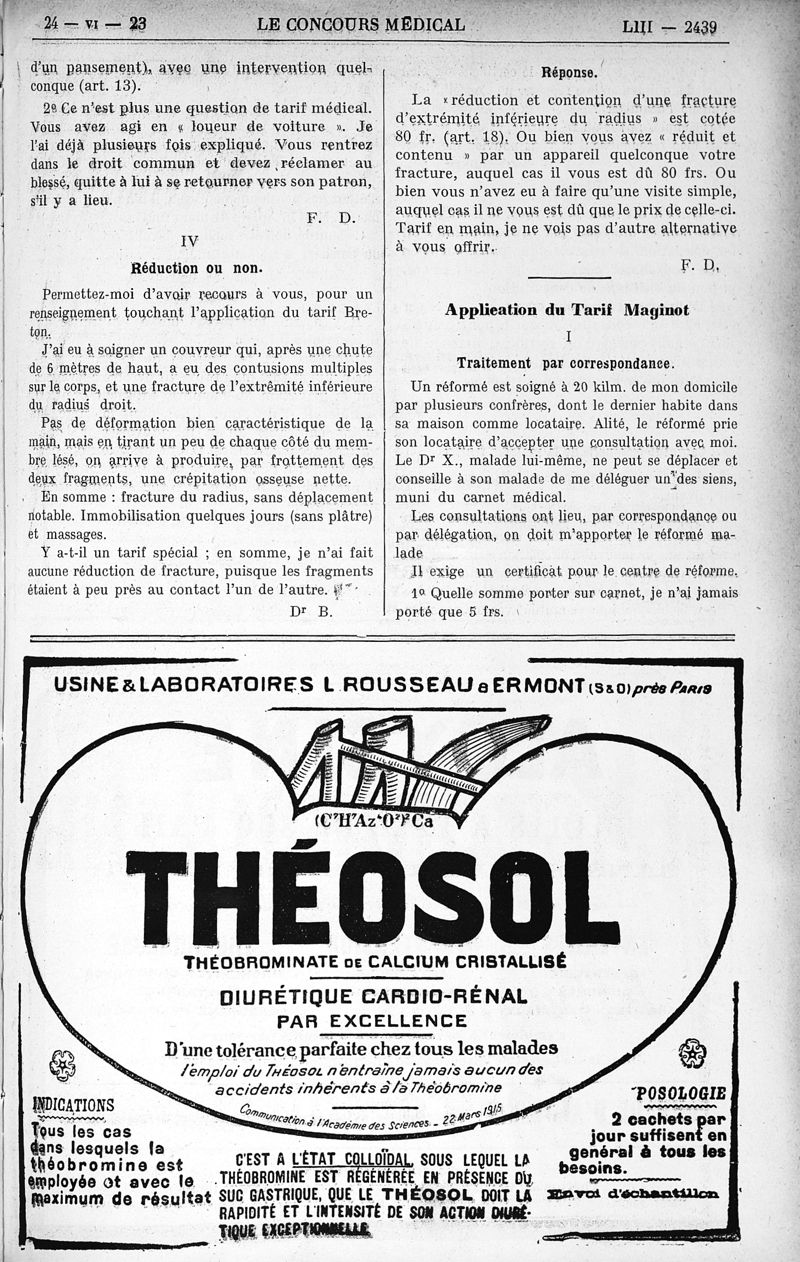 24 — VI — 23
LE CONCOURS MÉDICAL
LIII — 2439
d'un pansement), avec une intervention quel-
conque (art. 13).
2º Ce n'est plus une question de tarif médical.
Vous avez agi en « loueur de voiture ». Je
l'ai déjà plusieurs fois expliqué. Vous rentrez
dans le droit commun et devez réclamer au
blessé, quitte à lui à se retourner vers son patron,
s'il y a lieu.
F. D.
IV
Réduction ou non.
Permettez-moi d'avoir recours à vous, pour un
renseignement touchant l'application du tarif Bre-
ton.
J'ai eu à soigner un couvreur qui, après une chute
de 6 mètres de haut, a eu des contusions multiples
sur le corps, et une fracture de l'extrêmité inférieure
du radius droit.
Pas de déformation bien caractéristique de la
main, mais en tirant un peu de chaque côté du mem-
bre lésé, on arrive à produire, par frottement des
deux fragments, une crépitation osseuse nette.
En somme : fracture du radius, sans déplacement
notable. Immobilisation quelques jours (sans plâtre)
et massages.
Y a-t-il un tarif spécial ; en somme, je n'ai fait
aucune réduction de fracture, puisque les fragments
étaient à peu près au contact l'un de l'autre.
Dr B.
Réponse.
La « réduction et contention d'une fracture
d'extrémité inférieure du radius » est cotée
80 fr. (art. 18). Ou bien vous avez « réduit et
contenu » par un appareil quelconque votre
fracture, auquel cas il vous est dû 80 frs. Ou
bien vous n'avez eu à faire qu'une visite simple,
auquel cas il ne vous est dû que le prix de celle-ci.
Tarif en main, je ne vois pas d'autre alternative
à vous offrir.
F. D.
Application du Tarif Maginot
I
Traitement par correspondance.
Un réformé est soigné à 20 kilm. de mon domicile
par plusieurs confrères, dont le dernier habite dans
sa maison comme locataire. Alité, le réformé prie
son locataire d'accepter une consultation avec moi.
Le Dr X., malade lui-même, ne peut se déplacer et
conseille à son malade de me déléguer un des siens,
muni du carnet médical.
Les consultations ont lieu, par correspondance ou
par délégation, on doit m'apporter le réformé ma-
lade
Il exige un certificat pour le centre de réforme.
1º Quelle somme porter sur carnet, je n'ai jamais
porté que 5 frs.
USINE & LABORATOIRES L. ROUSSEAU à ERMONT (S&O) près PARIS
(C⁷H⁷Az⁴O²)²Ca
THÉOSOL
THÉOBROMINATE DE CALCIUM CRISTALLISÉ
DIURÉTIQUE CARDIO-RÉNAL
PAR EXCELLENCE
D'une tolérance parfaite chez tous les malades
l'emploi du THÉOSOL n'entraîne jamais aucun des
accidents inhérents à la Théobromine
Communication à l'Académie des Sciences - 22 Mars 1915
INDICATIONS
Tous les cas
dans lesquels la
théobromine est
employée et avec le
maximum de résultat
C'EST A L'ÉTAT COLLOÏDAL, SOUS LEQUEL LA
THÉOBROMINE EST RÉGÉNÉRÉE EN PRÉSENCE DU
SUC GASTRIQUE, QUE LE THÉOSOL DOIT LA
RAPIDITÉ ET L'INTENSITÉ DE SON ACTION DIURÉ-
TIQUE EXCEPTIONNELLE
POSOLOGIE
2 cachets par
jour suffisent en
général à tous les
besoins.
Envoi d'échantillon